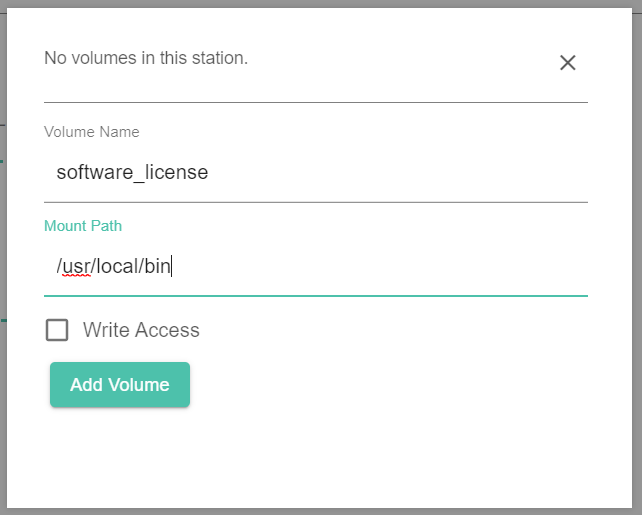 No volumes in this station.
Volume Name
software_license
Mount Path
/usr/local/bin
Write Access
Add Volume